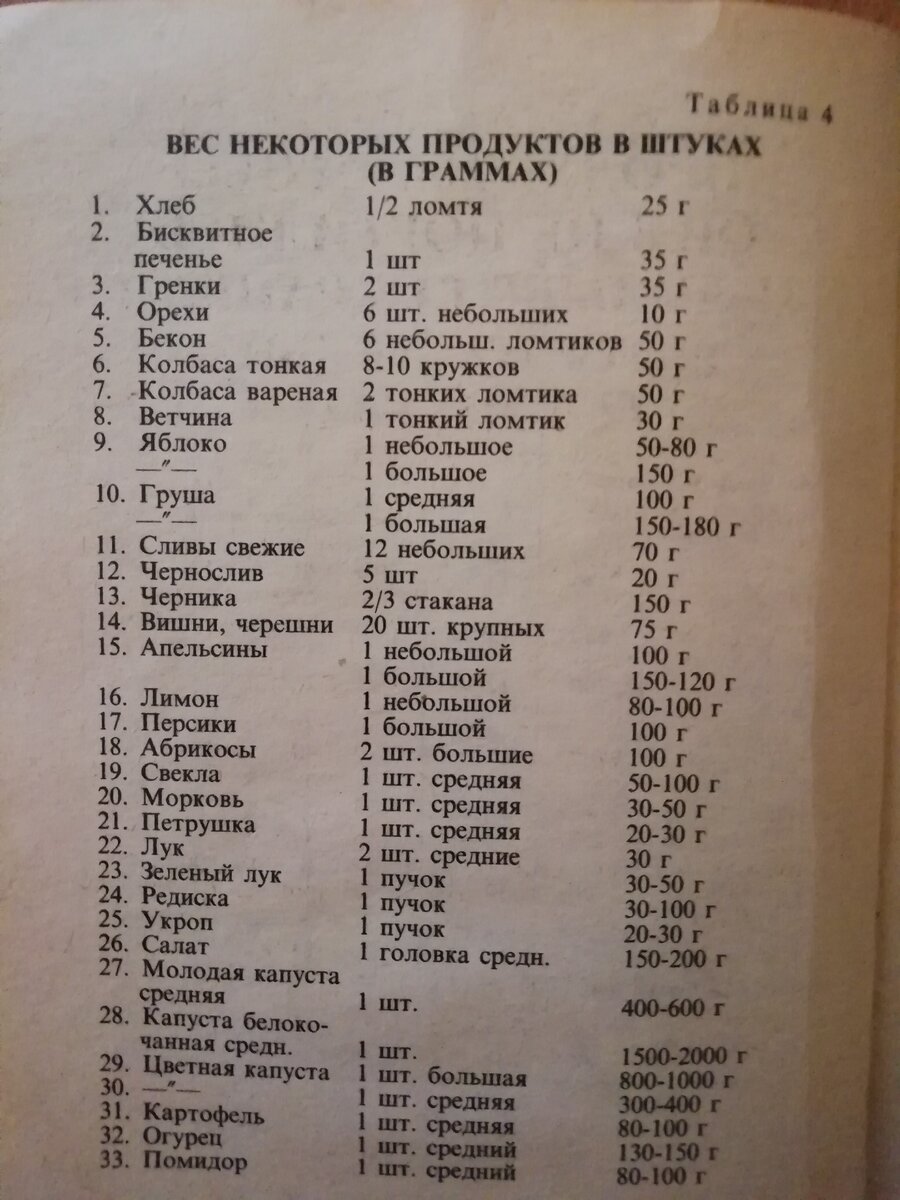 Таблица 4
ВЕС НЕКОТОРЫХ ПРОДУКТОВ В ШТУКАХ
(В ГРАММАХ)
1. Хлеб 1/2 ломтя 25 г
2. Бисквитное
печенье 1 шт 35 г
3. Гренки 2 шт 35 г
4. Орехи 6 шт. небольших 10 г
5. Бекон 6 небольш. ломтиков 50 г
6. Колбаса тонкая 8-10 кружков 50 г
7. Колбаса вареная 2 тонких ломтика 50 г
8. Ветчина 1 тонкий ломтик 30 г
9. Яблоко 1 небольшое 50-80 г
—"— 1 большое 150 г
10. Груша 1 средняя 100 г
—"— 1 большая 150-180 г
11. Сливы свежие 12 небольших 70 г
12. Чернослив 5 шт 20 г
13. Черника 2/3 стакана 150 г
14. Вишни, черешни 20 шт. крупных 75 г
15. Апельсины 1 небольшой 100 г
1 большой 150-120 г
16. Лимон 1 небольшой 80-100 г
17. Персики 1 большой 100 г
18. Абрикосы 2 шт. большие 100 г
19. Свекла 1 шт. средняя 50-100 г
20. Морковь 1 шт. средняя 30-50 г
21. Петрушка 1 шт. средняя 20-30 г
22. Лук 2 шт. средние 30 г
23. Зеленый лук 1 пучок 30-50 г
24. Редиска 1 пучок 30-100 г
25. Укроп 1 пучок 20-30 г
26. Салат 1 головка средн. 150-200 г
27. Молодая капуста
средняя 1 шт. 400-600 г
28. Капуста белоко-
чанная средн. 1 шт. 1500-2000 г
29. Цветная капуста 1 шт. большая 800-1000 г
30. —"— 1 шт. средняя 300-400 г
31. Картофель 1 шт. средняя 80-100 г
32. Огурец 1 шт. средний 130-150 г
33. Помидор 1 шт. средний 80-100 г